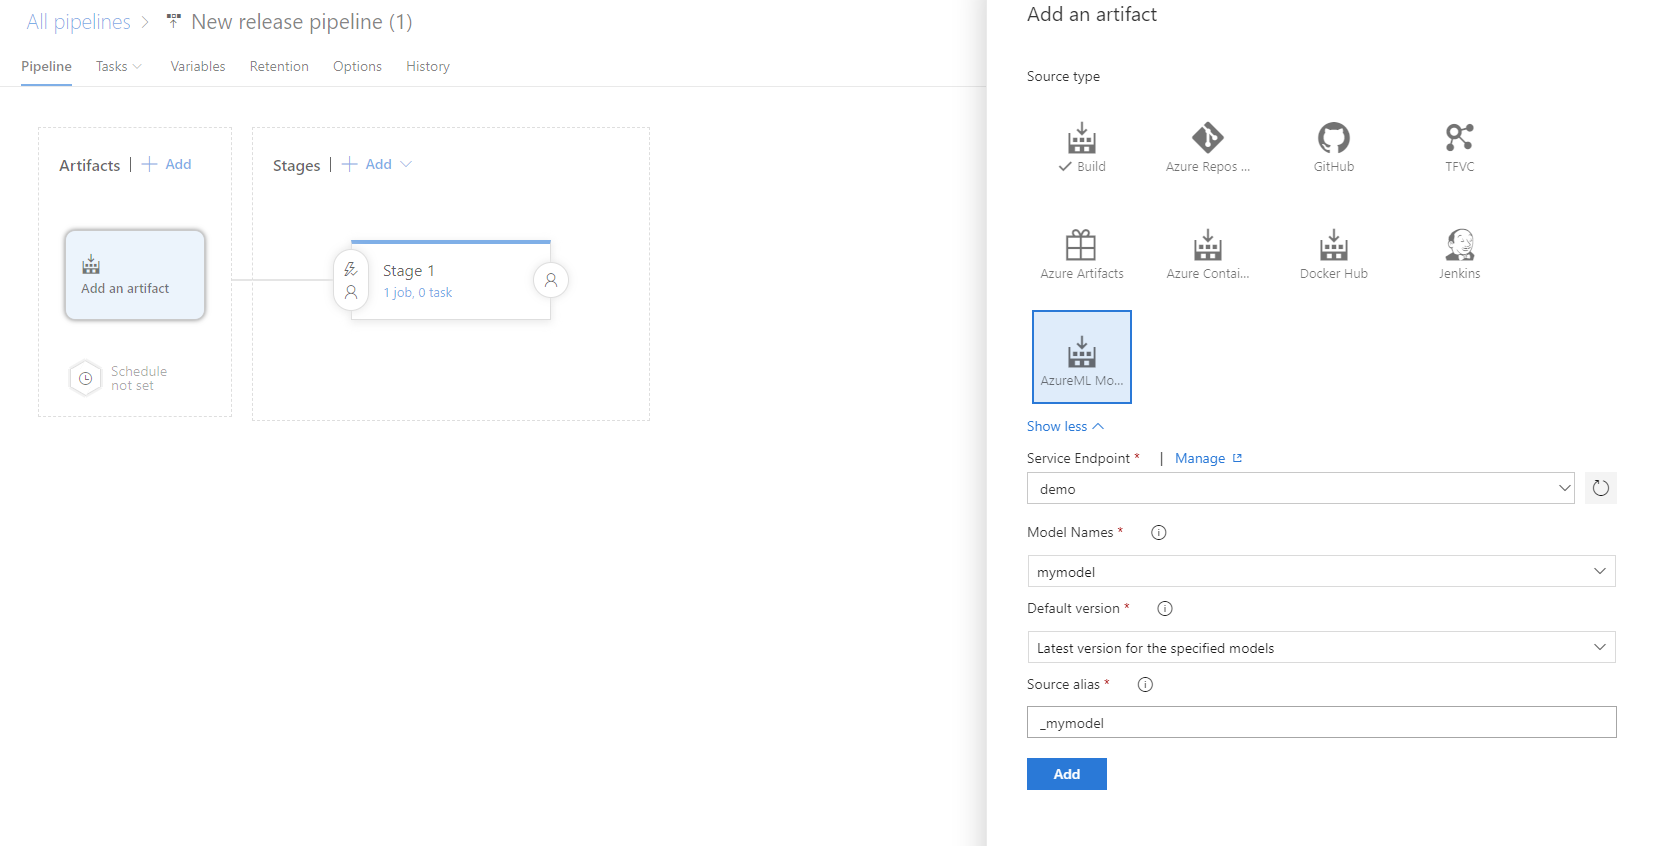 All pipelines > New release pipeline (1)
Pipeline Tasks Variables Retention Options History
Artifacts | + Add
Stages | + Add
Add an artifact
Stage 1
1 job, 0 task
Schedule
not set
Add an artifact
Source type
Build
Azure Repos ...
GitHub
TFVC
Azure Artifacts
Azure Contai...
Docker Hub
Jenkins
AzureML Mo...
Show less
Service Endpoint * | Manage
demo
Model Names *
mymodel
Default version *
Latest version for the specified models
Source alias *
_mymodel
Add